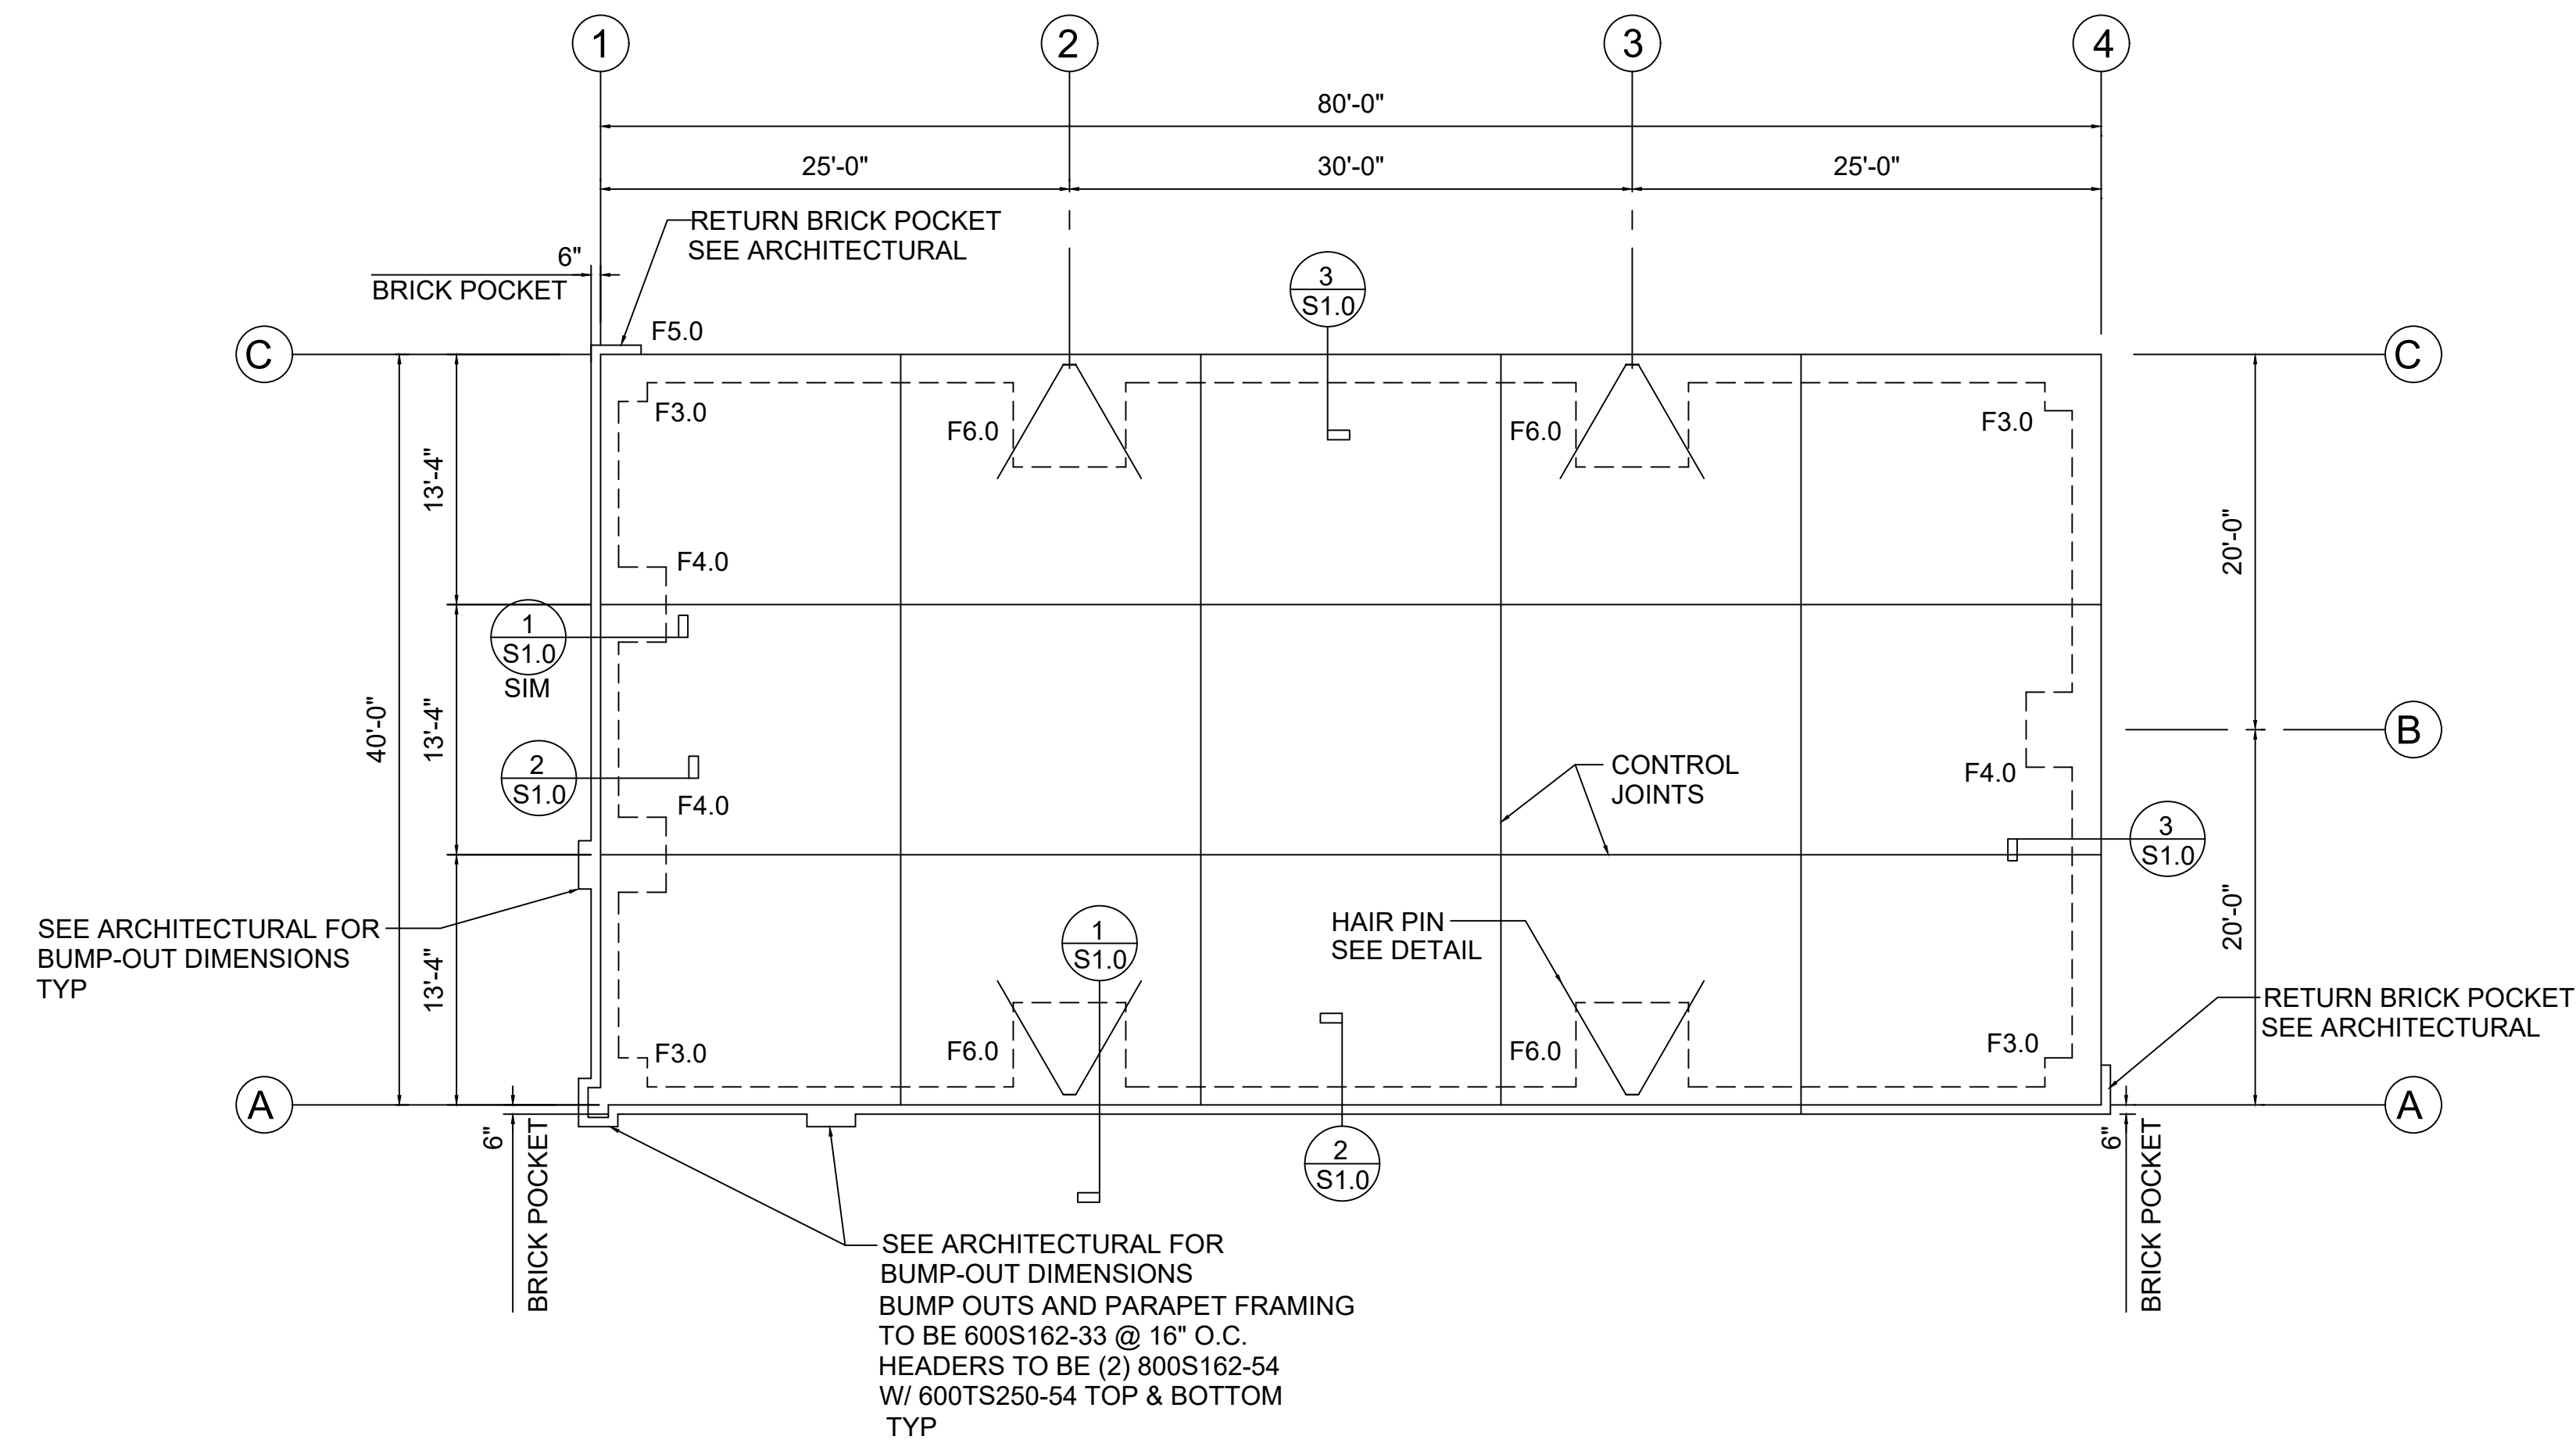 1
2
3
4
80'-0"
25'-0"
30'-0"
25'-0"
RETURN BRICK POCKET
SEE ARCHITECTURAL
6"
BRICK POCKET
3
S1.0
F5.0
C
C
F3.0
F6.0
F6.0
F3.0
13'-4"
20'-0"
F4.0
1
S1.0
SIM
40'-0"
13'-4"
B
2
S1.0
CONTROL
JOINTS
F4.0
F4.0
3
S1.0
SEE ARCHITECTURAL FOR
BUMP-OUT DIMENSIONS
TYP
13'-4"
1
S1.0
HAIR PIN
SEE DETAIL
20'-0"
RETURN BRICK POCKET
SEE ARCHITECTURAL
F3.0
F6.0
F6.0
F3.0
A
A
6"
BRICK POCKET
2
S1.0
6"
BRICK POCKET
SEE ARCHITECTURAL FOR
BUMP-OUT DIMENSIONS
BUMP OUTS AND PARAPET FRAMING
TO BE 600S162-33 @ 16" O.C.
HEADERS TO BE (2) 800S162-54
W/ 600TS250-54 TOP & BOTTOM
TYP